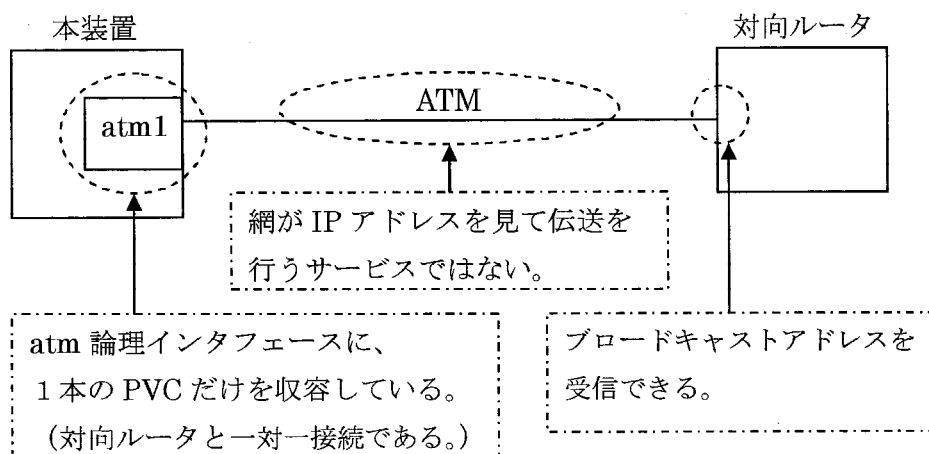 本装置
対向ルータ
atm1
ATM
網が IP アドレスを見て伝送を
行うサービスではない。
atm 論理インタフェースに、
1本の PVC だけを収容している。
(対向ルータと一対一接続である。)
ブロードキャストアドレスを
受信できる。